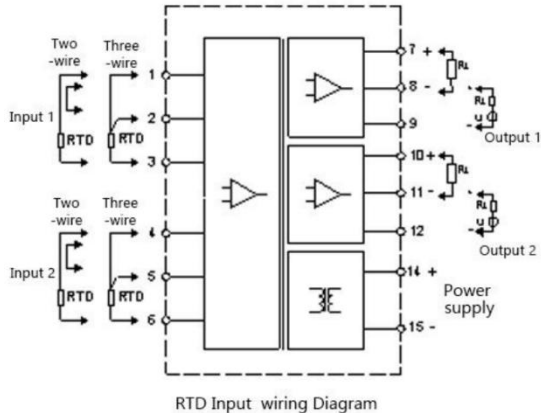 Two
-wire
Three
-wire
Input 1
RTD
RTD
1
2
3
Two
-wire
Three
-wire
Input 2
RTD
RTD
4
5
6
7 +
8 -
9
RL
RL
U
-
Output 1
10 +
11 -
12
RL
RL
U
-
Output 2
14 +
15 -
Power
supply
RTD Input wiring Diagram